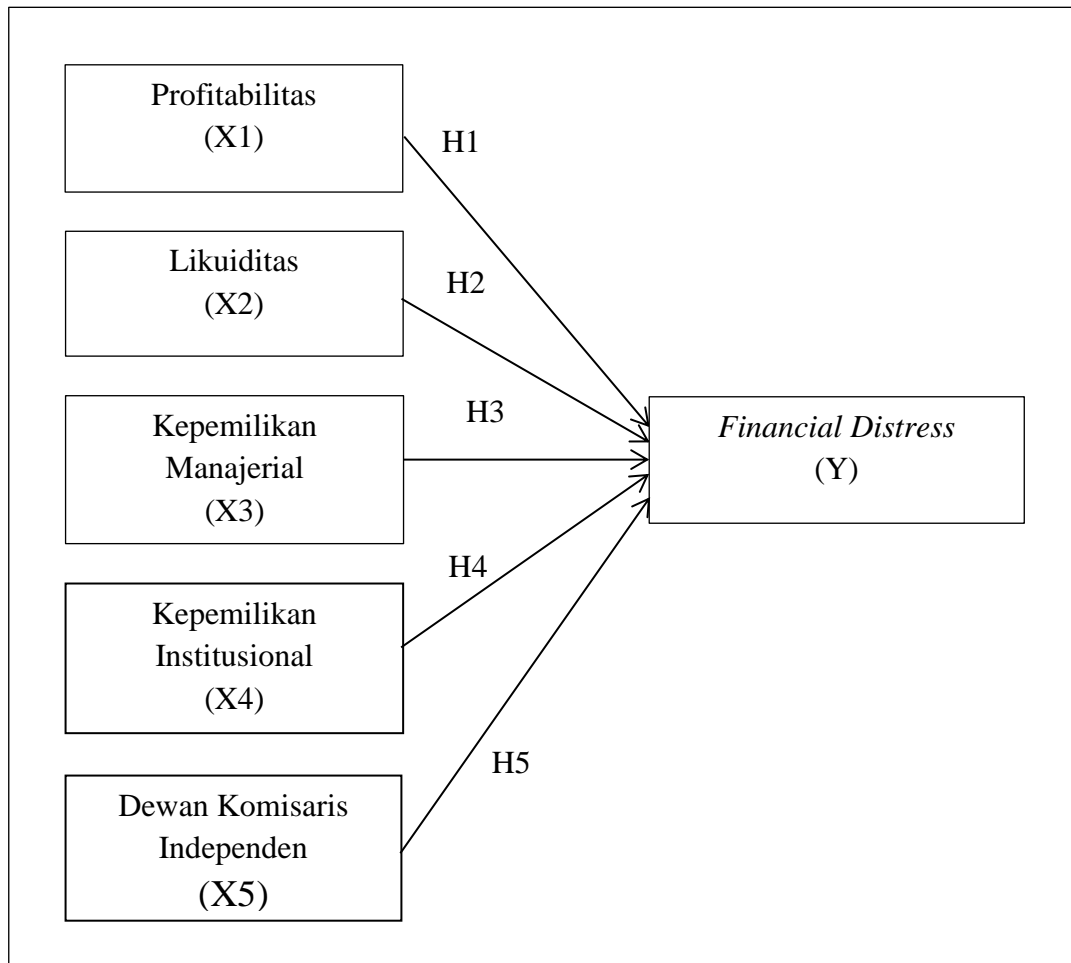 Profitabilitas
(X1)
H1
Likuiditas
(X2)
H2
Kepemilikan
Manajerial
(X3)
H3
Financial Distress
(Y)
Kepemilikan
Institusional
(X4)
H4
Dewan Komisaris
Independen
(X5)
H5